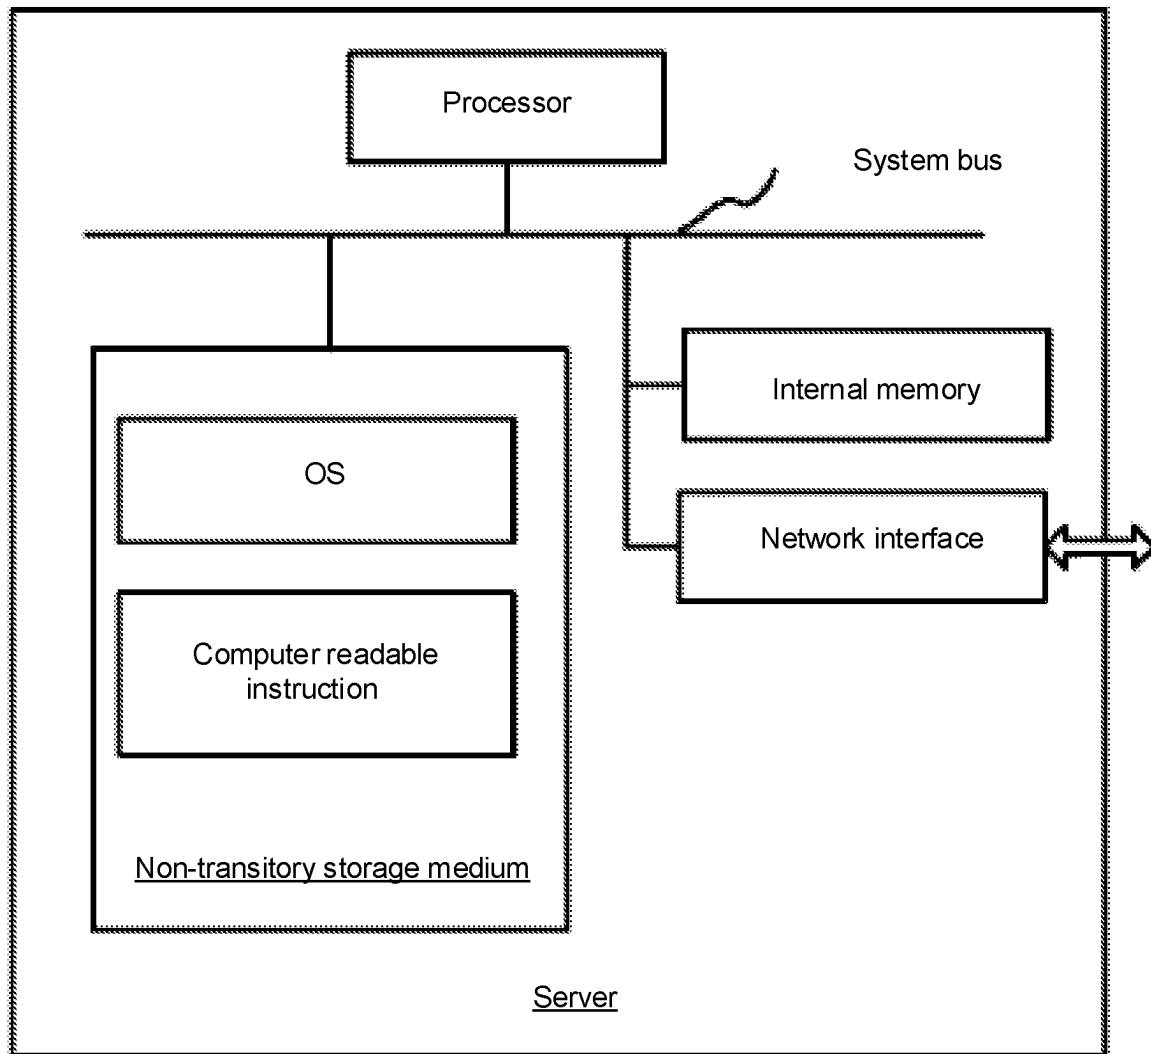 Processor
System bus
Internal memory
OS
Network interface
Computer readable
instruction
Non-transitory storage medium
Server